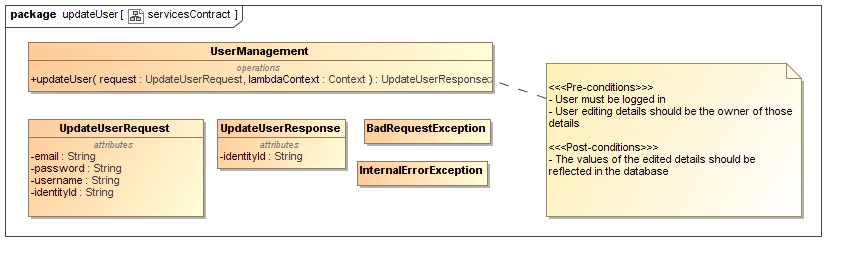 package updateUser [ servicesContract ]
UserManagement
operations
+updateUser( request : UpdateUserRequest, lambdaContext : Context ) : UpdateUserResponse
<<<Pre-conditions>>>
- User must be logged in
- User editing details should be the owner of those
details
<<<Post-conditions>>>
- The values of the edited details should be
reflected in the database
UpdateUserRequest
attributes
-email : String
-password : String
-username : String
-identityId : String
UpdateUserResponse
attributes
-identityId : String
BadRequestException
InternalErrorException